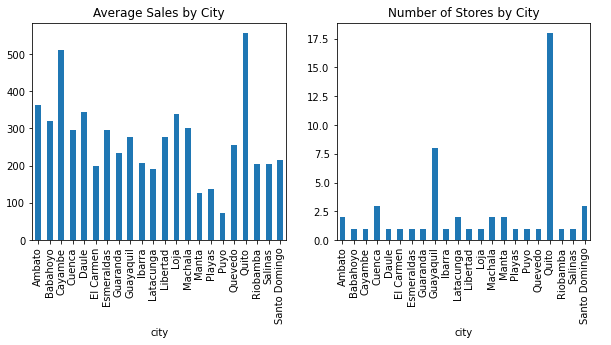 Average Sales by City
500
400
300
200
100
0
Ambato
Babahoyo
Cayambe
Cuenca
Daule
El Carmen
Esmeraldas
Guaranda
Guayaquil
Ibarra
Latacunga
Libertad
Loja
Machala
Manta
Playas
Puyo
Quevedo
Quito
Riobamba
Salinas
Santo Domingo
city
Number of Stores by City
17.5
15.0
12.5
10.0
7.5
5.0
2.5
0.0
Ambato
Babahoyo
Cayambe
Cuenca
Daule
El Carmen
Esmeraldas
Guaranda
Guayaquil
Ibarra
Latacunga
Libertad
Loja
Machala
Manta
Playas
Puyo
Quevedo
Quito
Riobamba
Salinas
Santo Domingo
city